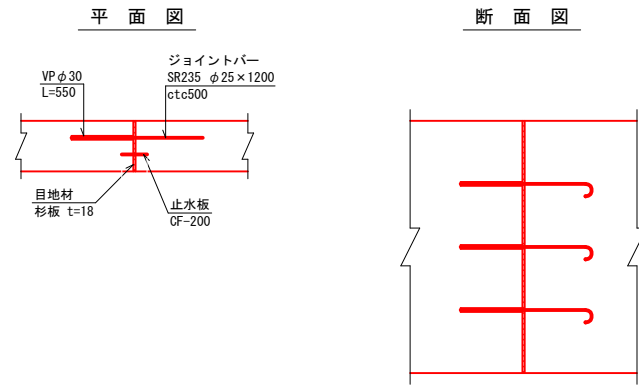 平 面 図
断 面 図
VPφ30
L=550
ジョイントバー
SR235 φ25×1200
ctc500
目地材
杉板 t=18
止水板
CF-200